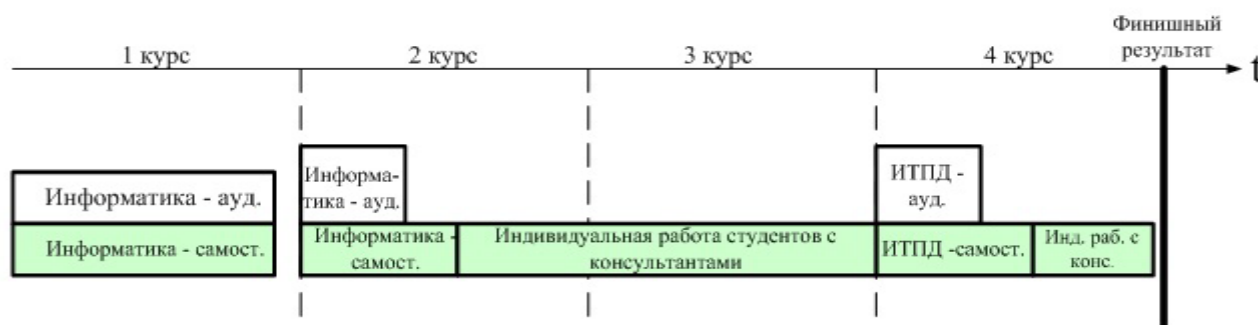 Финишный
результат
1 курс
2 курс
3 курс
4 курс
t
Информатика - ауд.
Информа-
тика - ауд.
ИТПД -
ауд.
Информатика - самост.
Информатика -
самост.
Индивидуальная работа студентов с
консультантами
ИТПД -самост.
Инд. раб. с
конс.